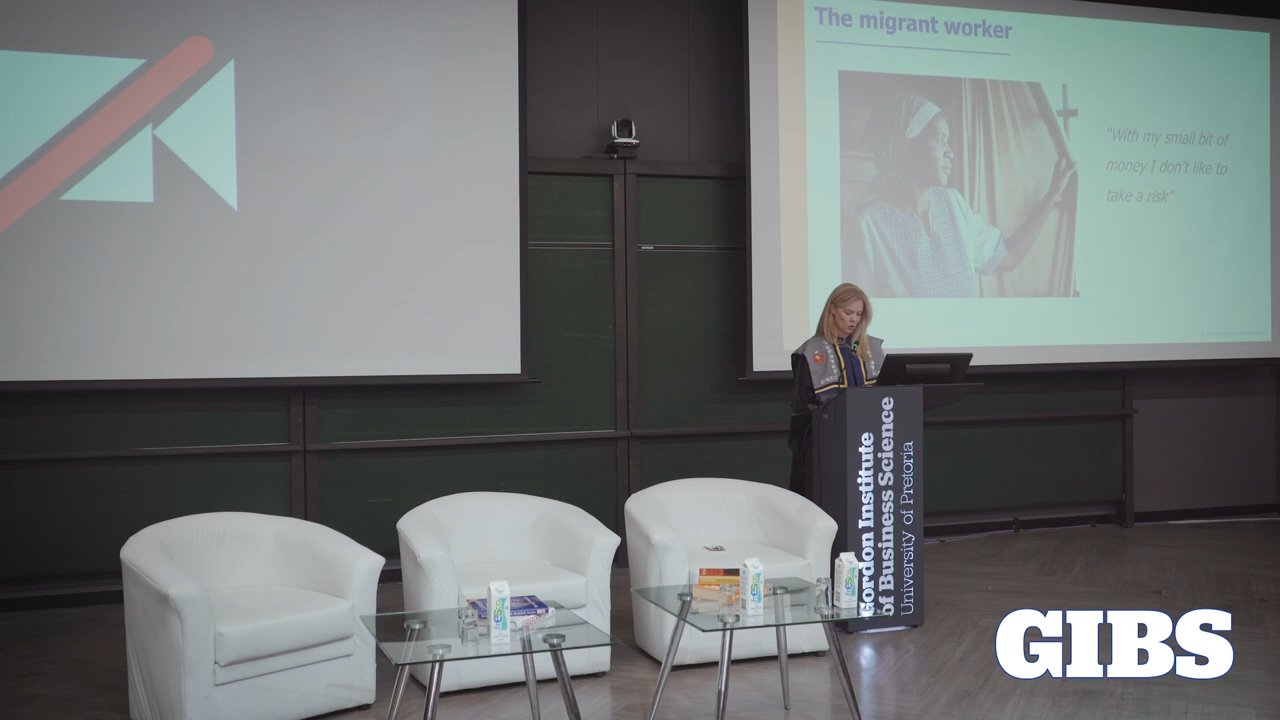 The migrant worker
"With my small bit of
money I don't like to
take a risk"
Gordon Institute
of Business Science
University of Pretoria
GIBS